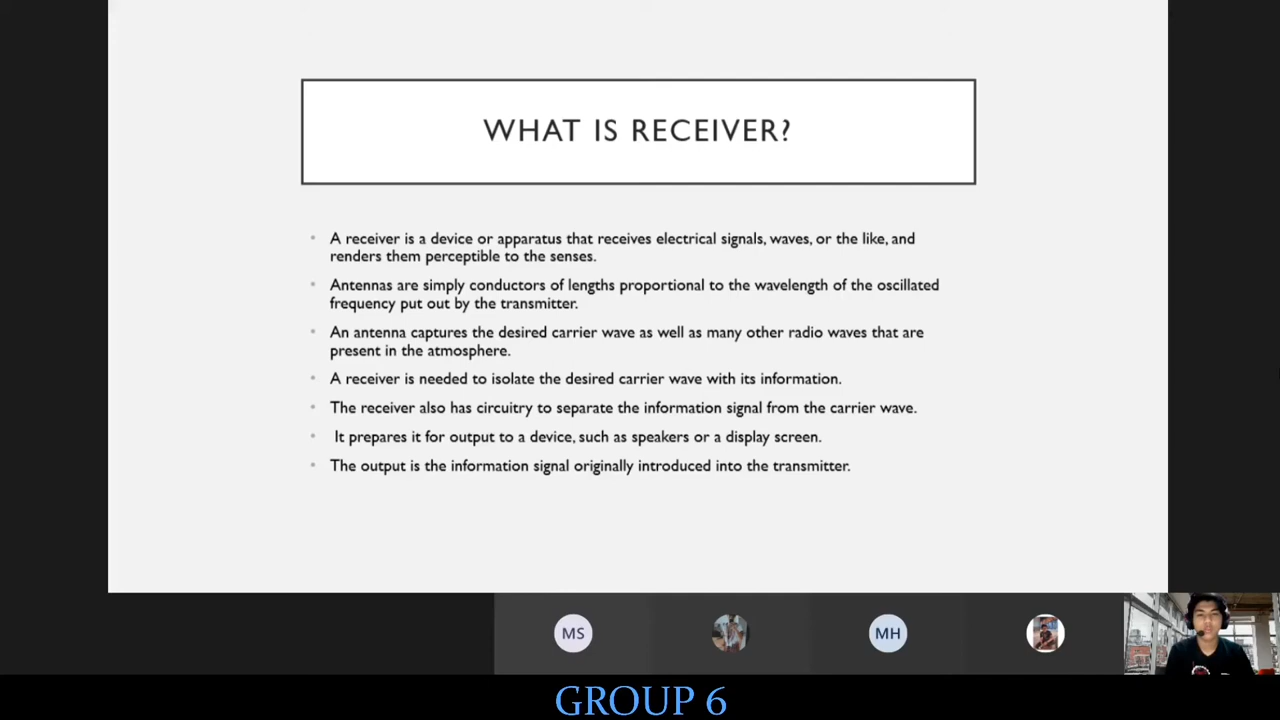 WHAT IS RECEIVER?
• A receiver is a device or apparatus that receives electrical signals, waves, or the like, and
renders them perceptible to the senses.
• Antennas are simply conductors of lengths proportional to the wavelength of the oscillated
frequency put out by the transmitter.
• An antenna captures the desired carrier wave as well as many other radio waves that are
present in the atmosphere.
• A receiver is needed to isolate the desired carrier wave with its information.
• The receiver also has circuitry to separate the information signal from the carrier wave.
• It prepares it for output to a device, such as speakers or a display screen.
• The output is the information signal originally introduced into the transmitter.
MS
MH
GROUP 6